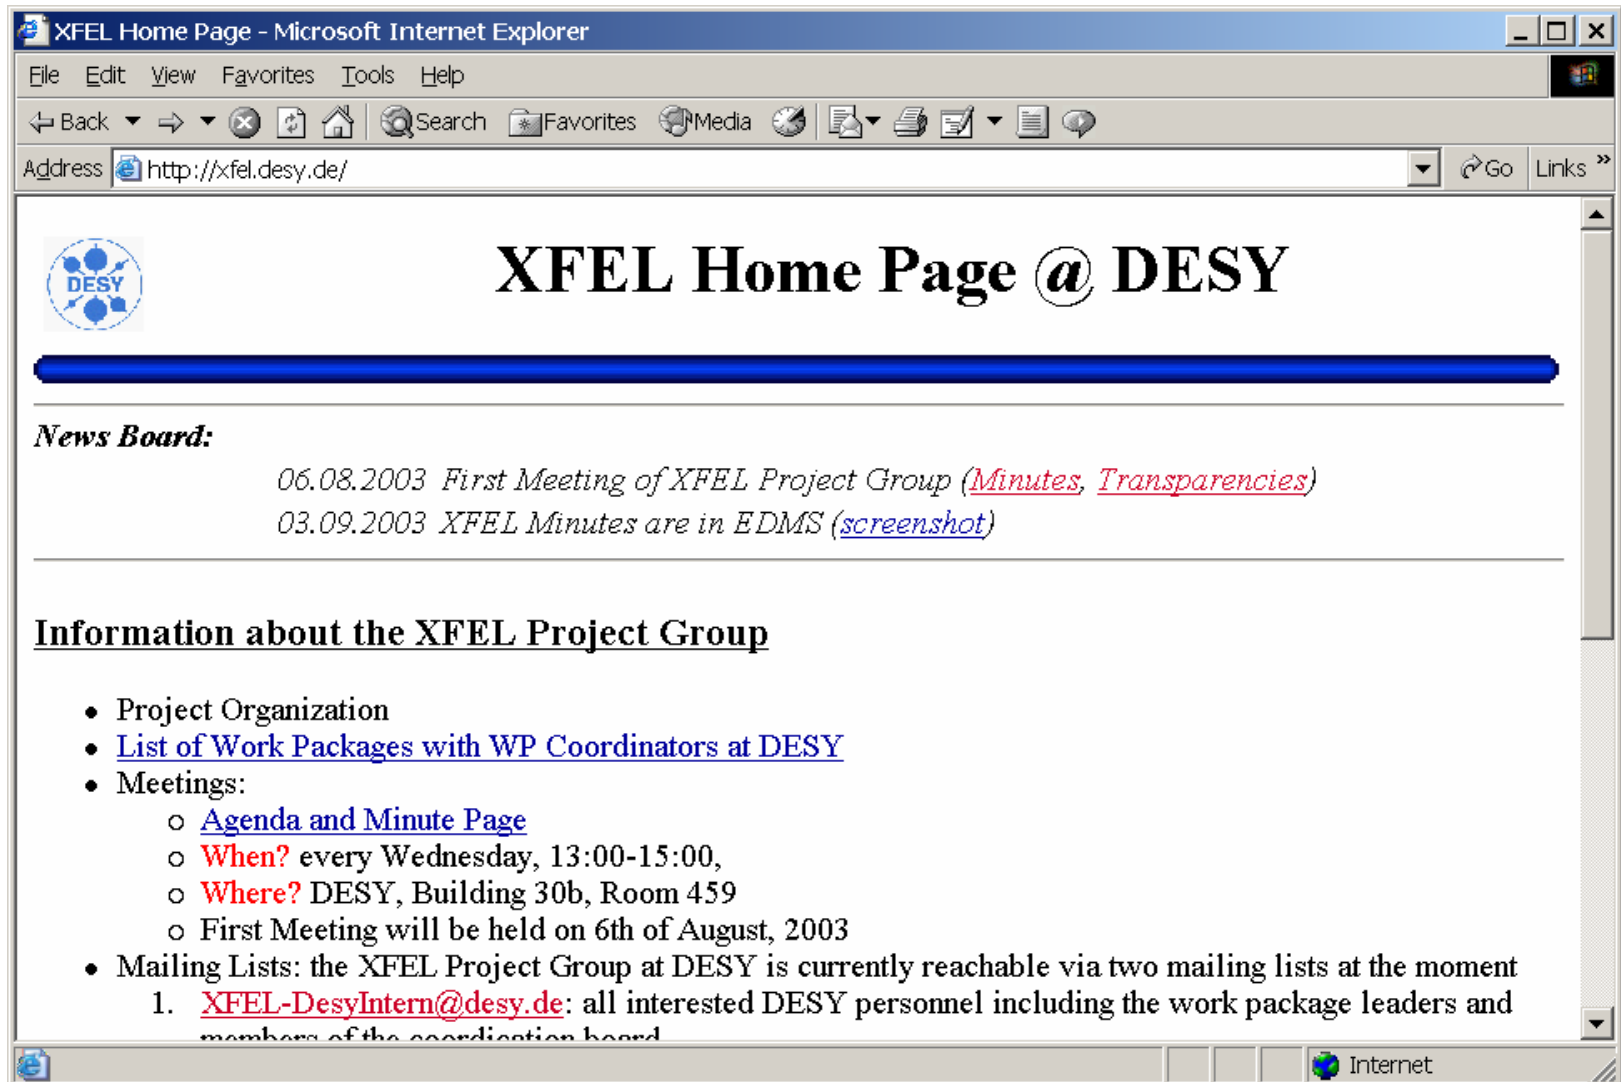 XFEL Home Page - Microsoft Internet Explorer
File Edit View Favorites Tools Help
Back Search Favorites Media
Address http://xfel.desy.de/ Go Links »
DESY
XFEL Home Page @ DESY
News Board:
06.08.2003 First Meeting of XFEL Project Group (Minutes, Transparencies)
03.09.2003 XFEL Minutes are in EDMS (screenshot)
Information about the XFEL Project Group
• Project Organization
• List of Work Packages with WP Coordinators at DESY
• Meetings:
o Agenda and Minute Page
o When? every Wednesday, 13:00-15:00,
o Where? DESY, Building 30b, Room 459
o First Meeting will be held on 6th of August, 2003
• Mailing Lists: the XFEL Project Group at DESY is currently reachable via two mailing lists at the moment
1. XFEL-DesyIntern@desy.de: all interested DESY personnel including the work package leaders and
members of the coordication board
Internet